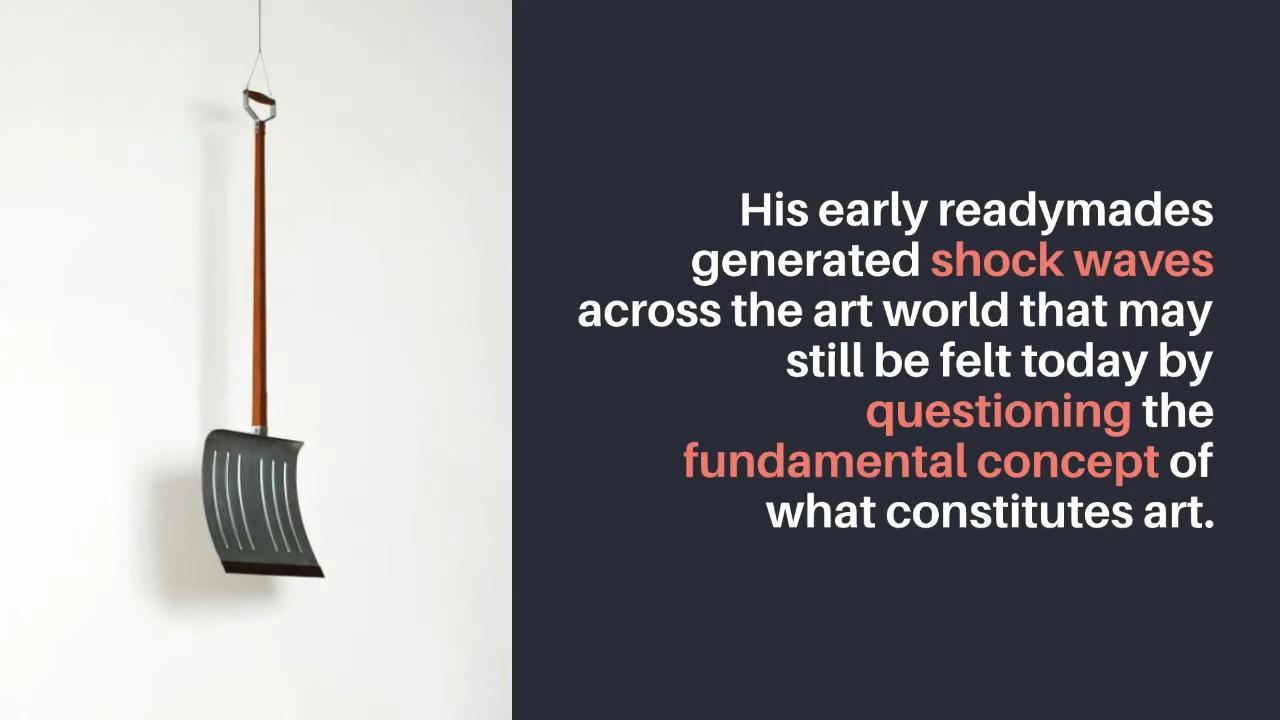 His early readymades
generated shock waves
across the art world that may
still be felt today by
questioning the
fundamental concept of
what constitutes art.